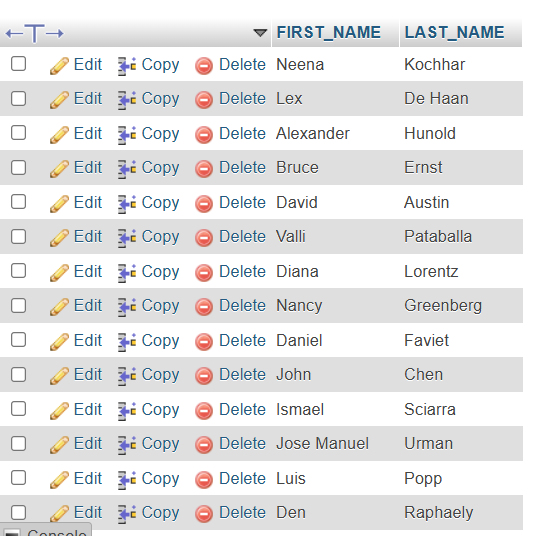 FIRST_NAME LAST_NAME
Edit Copy Delete Neena Kochhar
Edit Copy Delete Lex De Haan
Edit Copy Delete Alexander Hunold
Edit Copy Delete Bruce Ernst
Edit Copy Delete David Austin
Edit Copy Delete Valli Pataballa
Edit Copy Delete Diana Lorentz
Edit Copy Delete Nancy Greenberg
Edit Copy Delete Daniel Faviet
Edit Copy Delete John Chen
Edit Copy Delete Ismael Sciarra
Edit Copy Delete Jose Manuel Urman
Edit Copy Delete Luis Popp
Edit Copy Delete Den Raphaely
Console